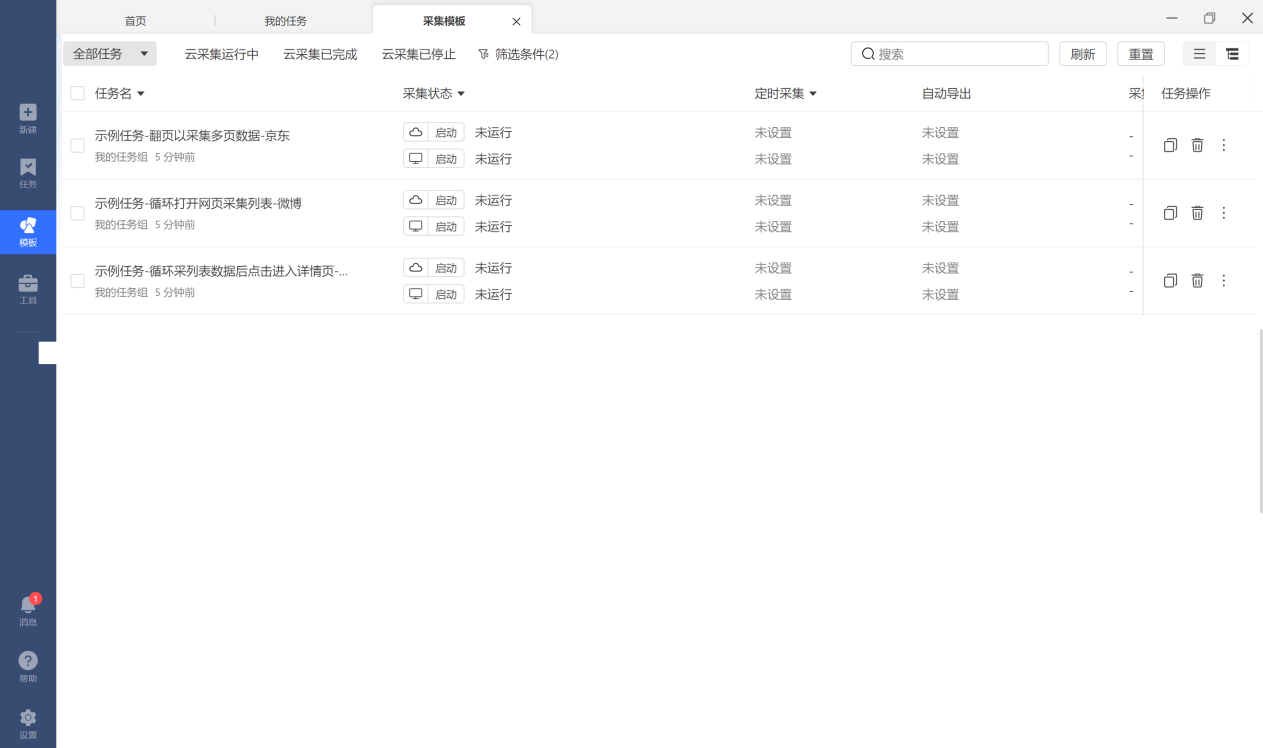 首页
我的任务
采集模板
全部任务
云采集运行中
云采集已完成
云采集已停止
筛选条件(2)
搜索
刷新
重置
任务名
采集状态
定时采集
自动导出
采
任务操作
示例任务-翻页以采集多页数据-京东
我的任务组 5 分钟前
启动 未运行 未设置 未设置 -
启动 未运行 未设置 未设置 -
示例任务-循环打开网页采集列表-微博
我的任务组 5 分钟前
启动 未运行 未设置 未设置 -
启动 未运行 未设置 未设置 -
示例任务-循环采列表数据后点击进入详情页-...
我的任务组 5 分钟前
启动 未运行 未设置 未设置 -
启动 未运行 未设置 未设置 -
新建
任务
模板
工具
1
消息
帮助
设置